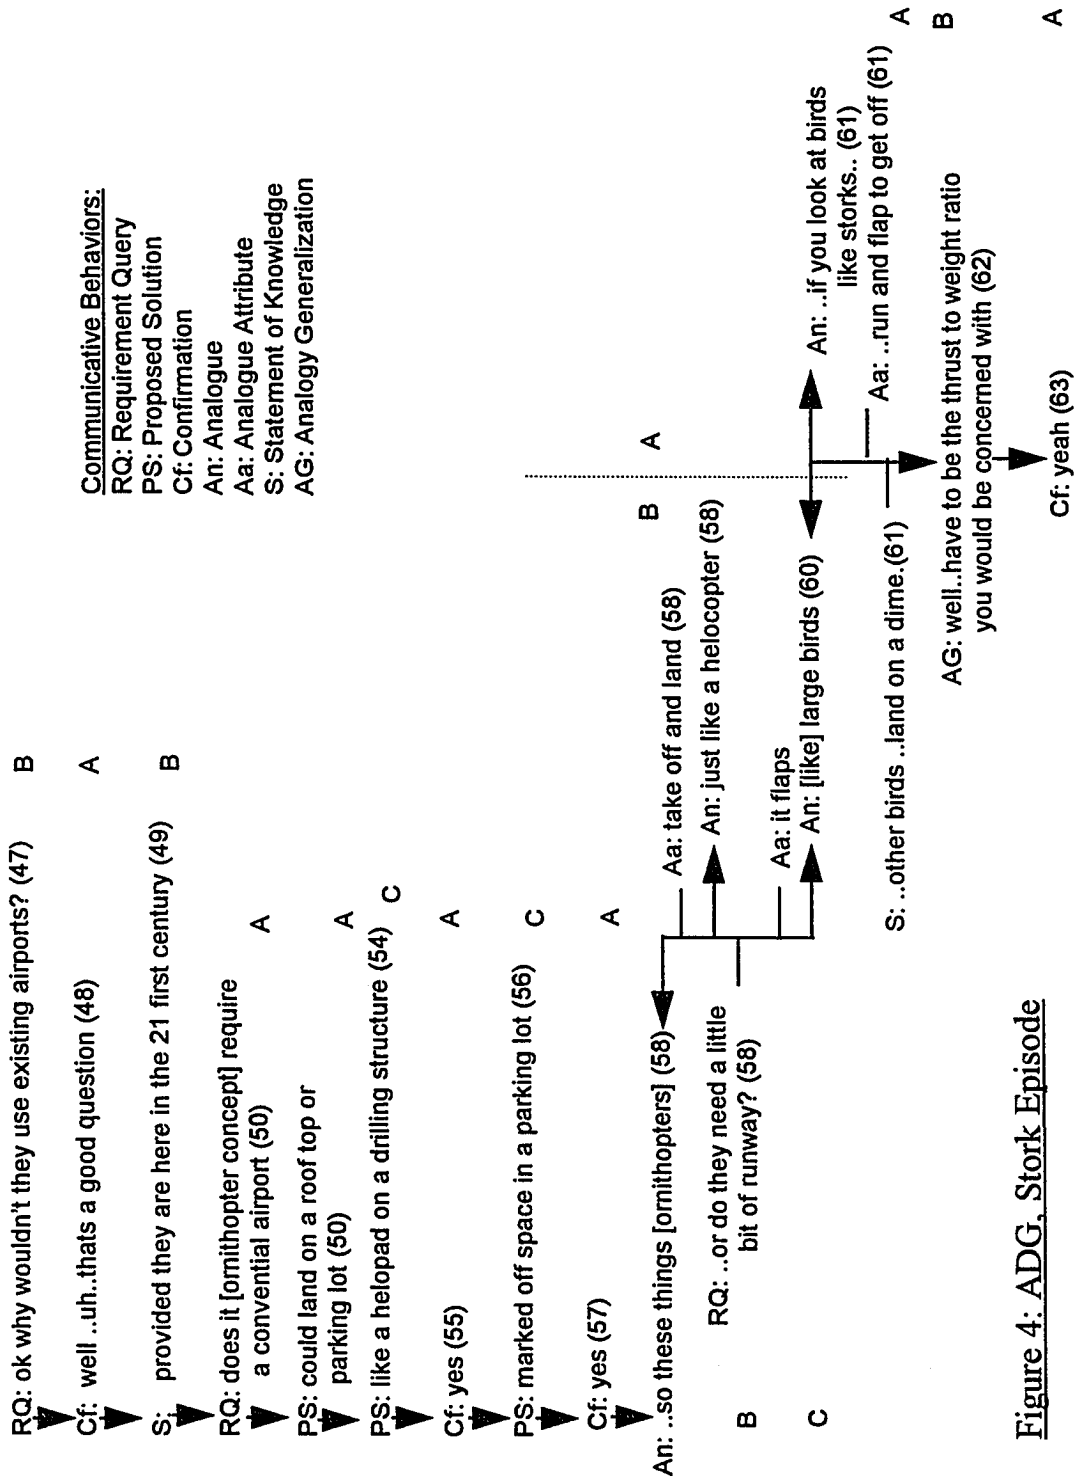 RQ: ok why wouldn't they use existing airports? (47) B
Cf: well ..uh..thats a good question (48) A
S: provided they are here in the 21 first century (49) B
RQ: does it [ornithopter concept] require
a convential airport (50) A
PS: could land on a roof top or
parking lot (50) A
PS: like a helopad on a drilling structure (54) C
Cf: yes (55) A
PS: marked off space in a parking lot (56) C
Cf: yes (57) A
An: ..so these things [ornithopters] (58)
Aa: take off and land (58)
An: just like a helocopter (58)
B
RQ: ..or do they need a little
bit of runway? (58)
C
Aa: it flaps
An: [like] large birds (60)
B A
An: ..if you look at birds
like storks.. (61)
Aa: ..run and flap to get off (61)
A
S: ..other birds ..land on a dime.(61)
AG: well..have to be the thrust to weight ratio
you would be concerned with (62)
B
Cf: yeah (63) A
Communicative Behaviors:
RQ: Requirement Query
PS: Proposed Solution
Cf: Confirmation
An: Analogue
Aa: Analogue Attribute
S: Statement of Knowledge
AG: Analogy Generalization
Figure 4: ADG, Stork Episode